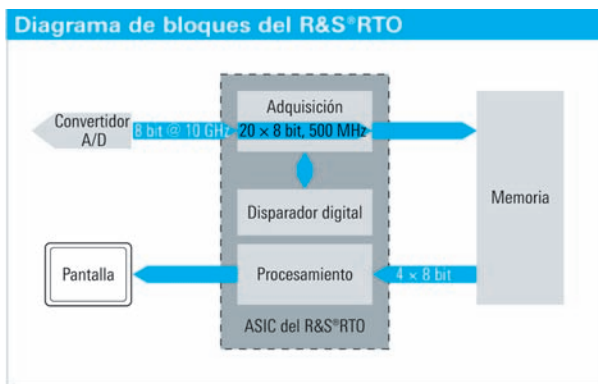 Diagrama de bloques del R&S®RTO
Convertidor
A/D
8 bit @ 10 GHz
Adquisición
20 × 8 bit, 500 MHz
Disparador digital
Memoria
Pantalla
Procesamiento
4 × 8 bit
ASIC del R&S®RTO